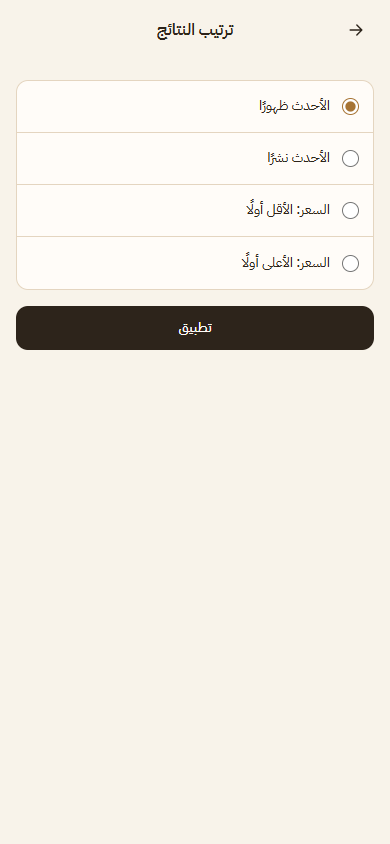 ترتيب النتائج
الأحدث ظهورًا
الأحدث نشرًا
السعر: الأقل أولًا
السعر: الأعلى أولًا
تطبيق